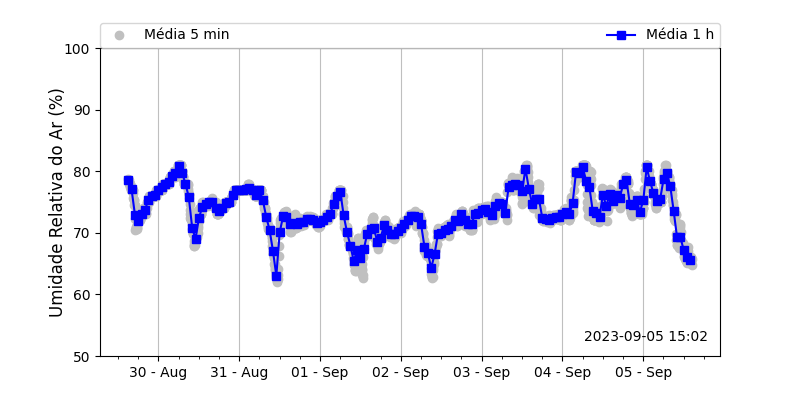 Média 5 min
Média 1 h
Umidade Relativa do Ar (%)
100
90
80
70
60
50
2023-09-05 15:02
30 - Aug
31 - Aug
01 - Sep
02 - Sep
03 - Sep
04 - Sep
05 - Sep